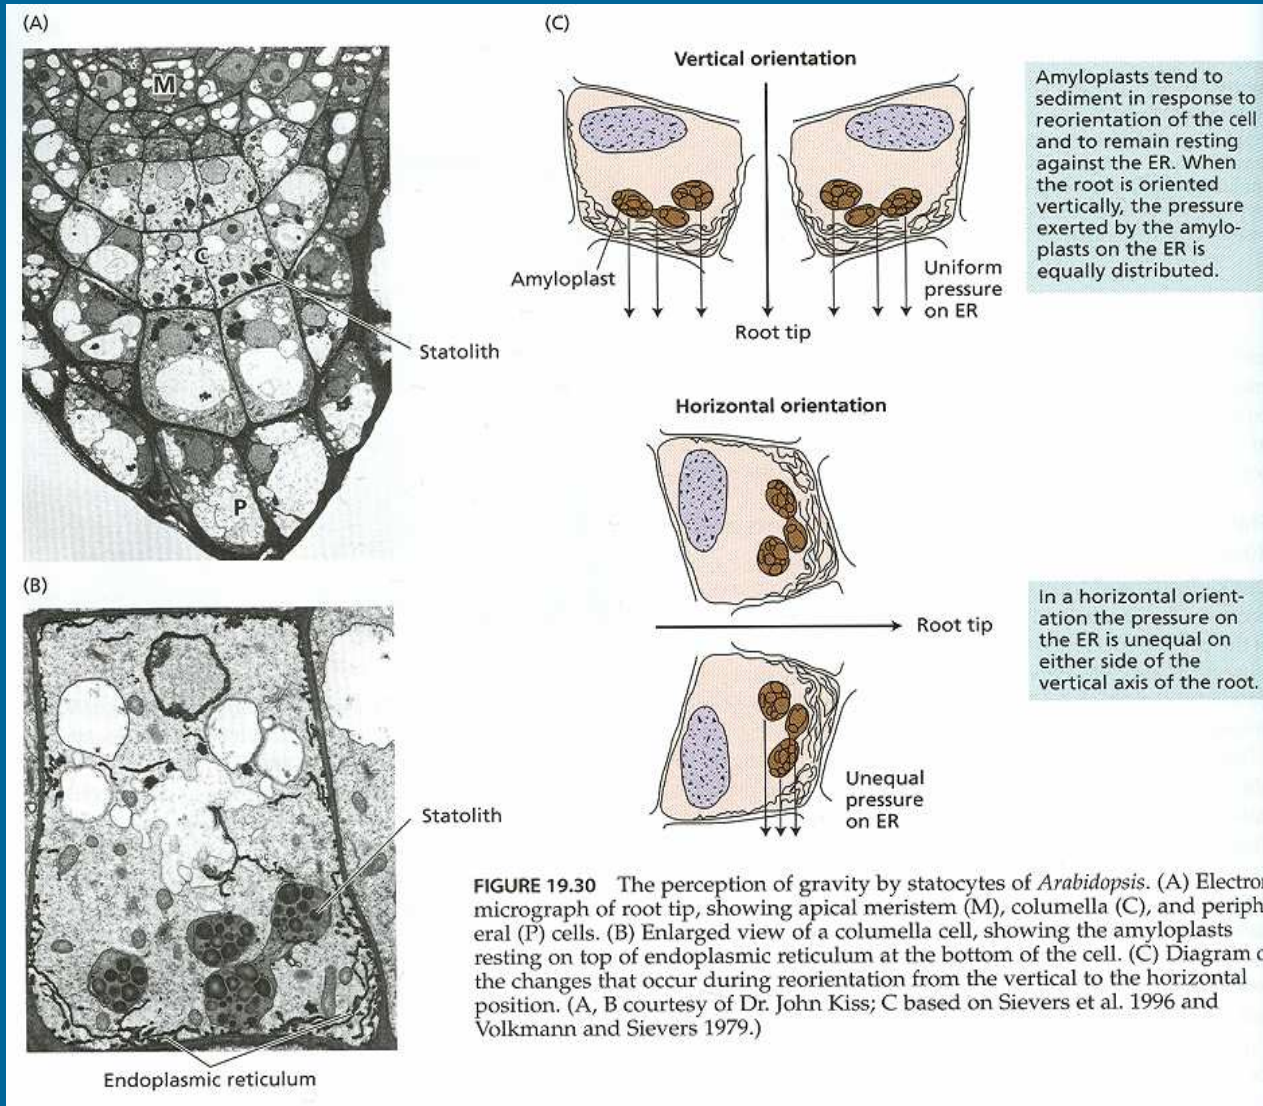 (A)
M
C
Statolith
P
(B)
Statolith
Endoplasmic reticulum
(C)
Vertical orientation
Amyloplast
Uniform
pressure
on ER
Root tip
Amyloplasts tend to
sediment in response to
reorientation of the cell
and to remain resting
against the ER. When
the root is oriented
vertically, the pressure
exerted by the amylo-
plasts on the ER is
equally distributed.
Horizontal orientation
Root tip
Unequal
pressure
on ER
In a horizontal orient-
ation the pressure on
the ER is unequal on
either side of the
vertical axis of the root.
FIGURE 19.30 The perception of gravity by statocytes of Arabidopsis. (A) Electron
micrograph of root tip, showing apical meristem (M), columella (C), and periph-
eral (P) cells. (B) Enlarged view of a columella cell, showing the amyloplasts
resting on top of endoplasmic reticulum at the bottom of the cell. (C) Diagram o
the changes that occur during reorientation from the vertical to the horizontal
position. (A, B courtesy of Dr. John Kiss; C based on Sievers et al. 1996 and
Volkmann and Sievers 1979.)